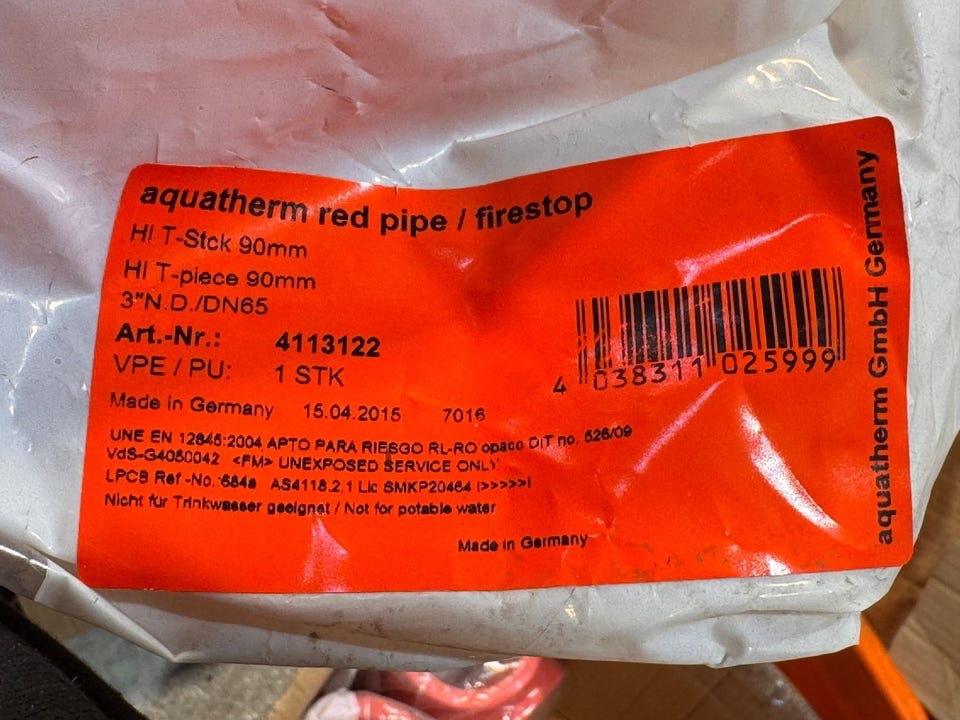 aquatherm red pipe / firestop
HI T-Stck 90mm
HI T-piece 90mm
3"N.D./DN65
Art.-Nr.: 4113122
VPE / PU: 1 STK
Made in Germany 15.04.2015 7016
UNE EN 12845:2004 APTO PARA RIESGO RL-RO opaco DIT no. 526/09
VdS-G4060042 <FM> UNEXPOSED SERVICE ONLY
LPCB Ref.-No.:684a AS4118.2.1 Lic SMKP20464 I>>>>>I
Nicht für Trinkwasser geeignet / Not for potable water
Made in Germany
4 038311 025999
aquatherm GmbH Germany